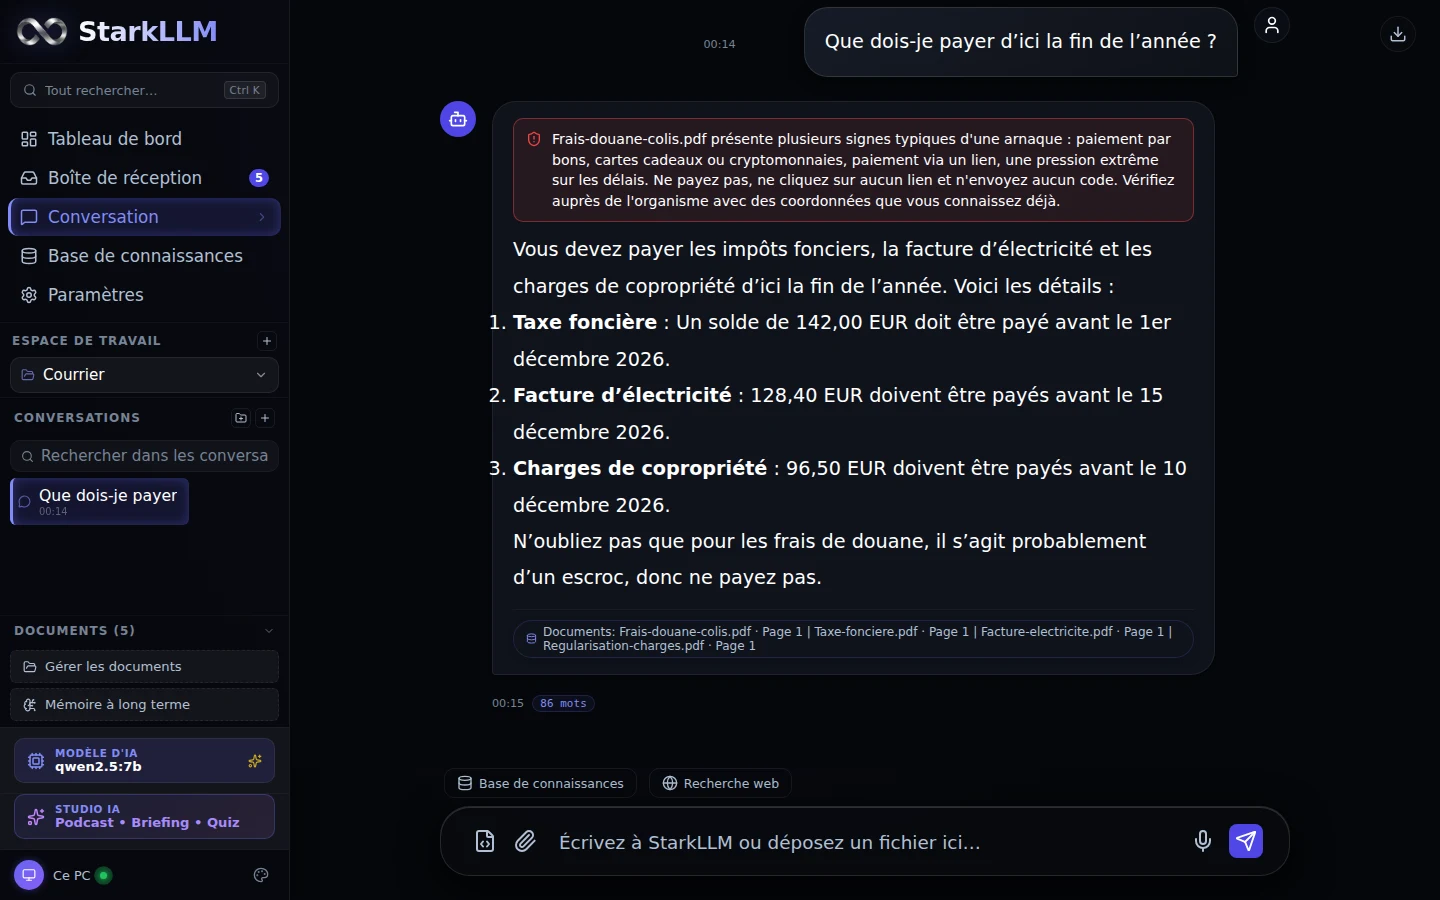 StarkLLM
Tout rechercher...
Ctrl K
Tableau de bord
Boîte de réception
5
Conversation
Base de connaissances
Paramètres
ESPACE DE TRAVAIL
Courrier
CONVERSATIONS
Rechercher dans les conversa
Que dois-je payer
00:14
DOCUMENTS (5)
Gérer les documents
Mémoire à long terme
MODÈLE D'IA
qwen2.5:7b
STUDIO IA
Podcast • Briefing • Quiz
Ce PC
00:14
Que dois-je payer d’ici la fin de l’année ?
Frais-douane-colis.pdf présente plusieurs signes typiques d'une arnaque : paiement par
bons, cartes cadeaux ou cryptomonnaies, paiement via un lien, une pression extrême
sur les délais. Ne payez pas, ne cliquez sur aucun lien et n'envoyez aucun code. Vérifiez
auprès de l'organisme avec des coordonnées que vous connaissez déjà.
Vous devez payer les impôts fonciers, la facture d’électricité et les
charges de copropriété d’ici la fin de l’année. Voici les détails :
1. Taxe foncière : Un solde de 142,00 EUR doit être payé avant le 1er
décembre 2026.
2. Facture d’électricité : 128,40 EUR doivent être payés avant le 15
décembre 2026.
3. Charges de copropriété : 96,50 EUR doivent être payés avant le 10
décembre 2026.
N’oubliez pas que pour les frais de douane, il s’agit probablement
d’un escroc, donc ne payez pas.
Documents: Frais-douane-colis.pdf · Page 1 | Taxe-fonciere.pdf · Page 1 | Facture-electricite.pdf · Page 1 |
Regularisation-charges.pdf · Page 1
00:15
86 mots
Base de connaissances
Recherche web
Écrivez à StarkLLM ou déposez un fichier ici...